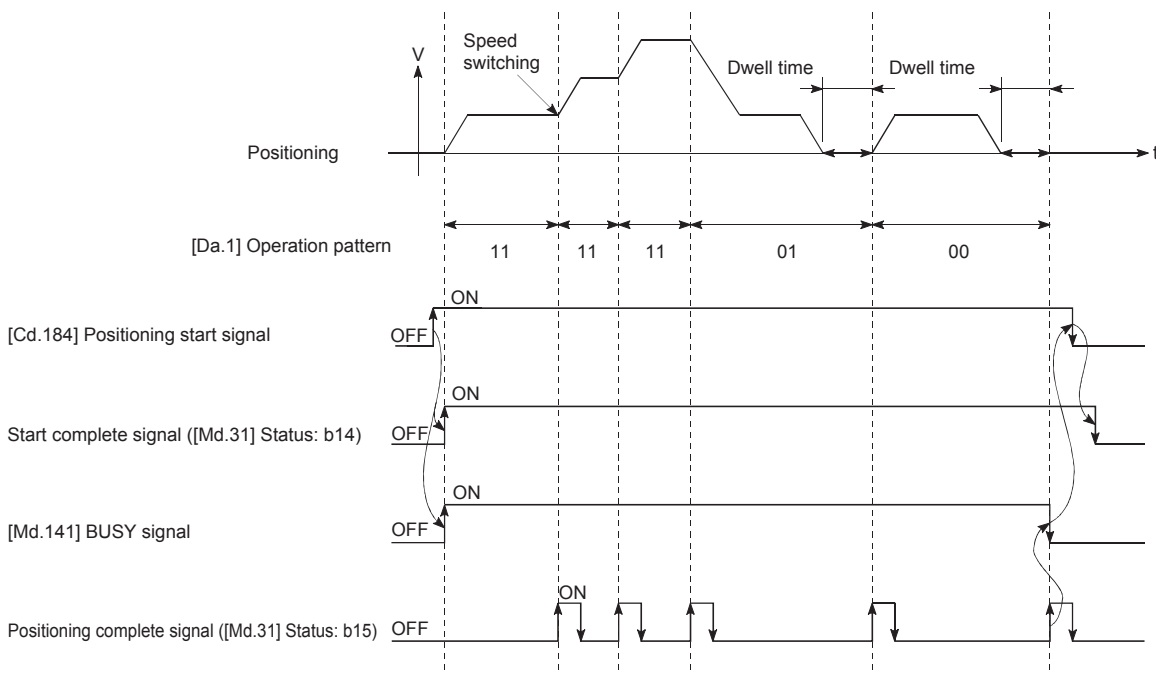 V
Speed
switching
Dwell time
Dwell time
Positioning
t
[Da.1] Operation pattern
11
11
11
01
00
ON
[Cd.184] Positioning start signal
OFF
ON
Start complete signal ([Md.31] Status: b14)
OFF
ON
[Md.141] BUSY signal
OFF
ON
Positioning complete signal ([Md.31] Status: b15)
OFF